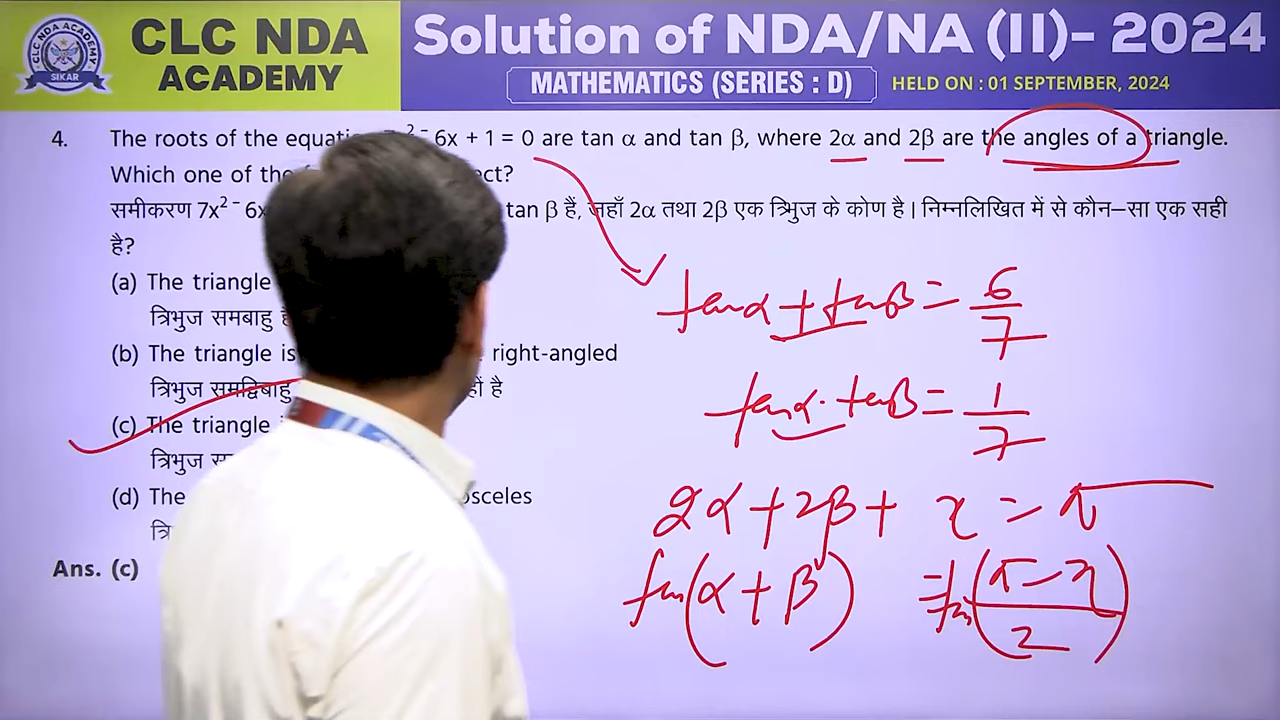 CLC NDA ACADEMY
SIKAR
CLC NDA
ACADEMY
Solution of NDA/NA (II)- 2024
MATHEMATICS (SERIES : D)
HELD ON : 01 SEPTEMBER, 2024
4. The roots of the 6x + 1 = 0 are tan α and tan β, where 2α and 2β are the angles of a triangle.
Which one of the
समीकरण 7x² - 6x tan β हैं, जहाँ 2α तथा 2β एक त्रिभुज के कोण है। निम्नलिखित में से कौन–सा एक सही
है?
(a) The triangle
त्रिभुज समबाहु
(b) The triangle is right-angled
त्रिभुज समद्विबाहु है
(c) The triangle
त्रिभुज
(d) The
Ans. (c)
tanα + tanβ = 6/7
tanα · tanβ = 1/7
2α + 2β + x = π
tan(α + β) = tan((π – x)/2)